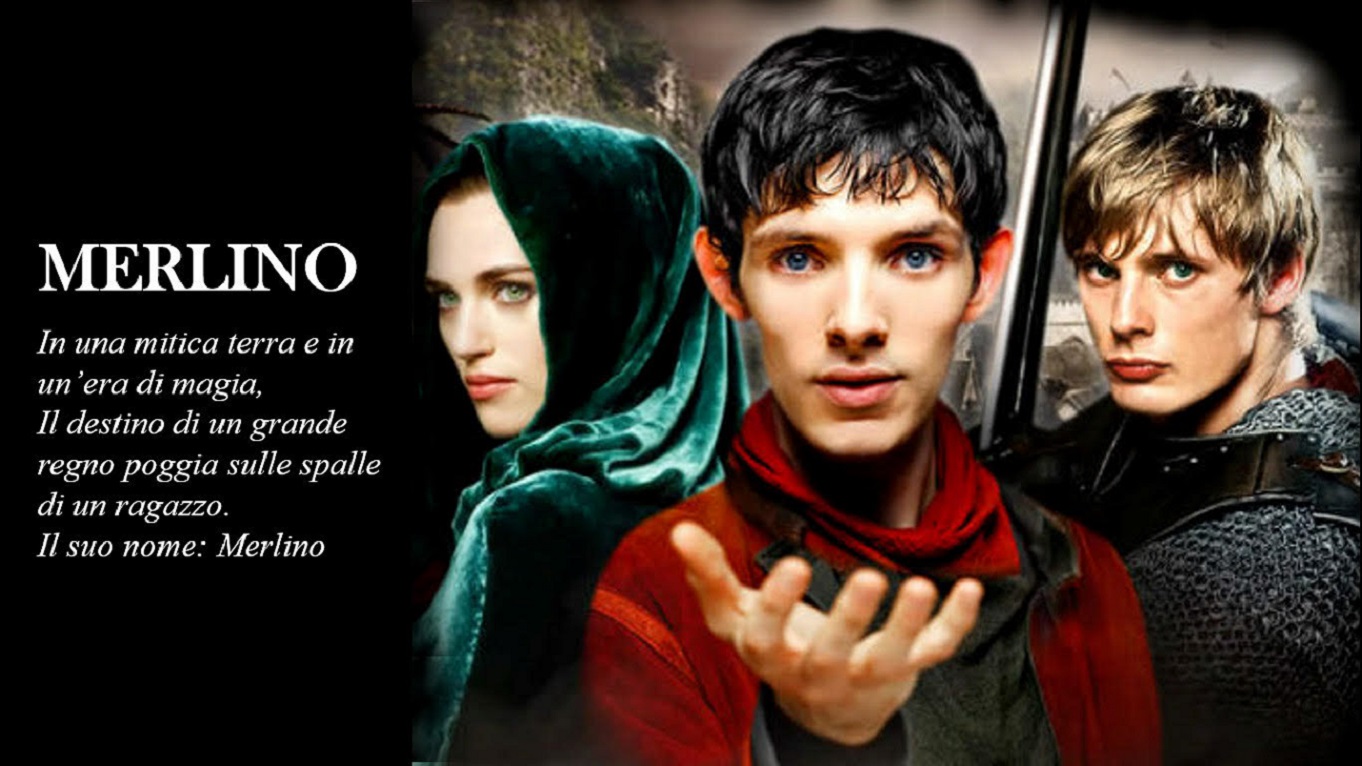 MERLINO
In una mitica terra e in
un’era di magia,
Il destino di un grande
regno poggia sulle spalle
di un ragazzo.
Il suo nome: Merlino